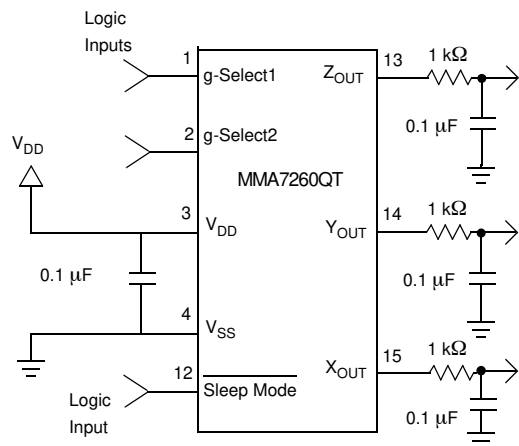 Logic
Inputs
1
g-Select1
2
g-Select2
MMA7260QT
V_DD
3
V_DD
0.1 μF
4
V_SS
12
Sleep Mode
Logic
Input
Z_OUT
13
1 kΩ
0.1 μF
Y_OUT
14
1 kΩ
0.1 μF
X_OUT
15
1 kΩ
0.1 μF